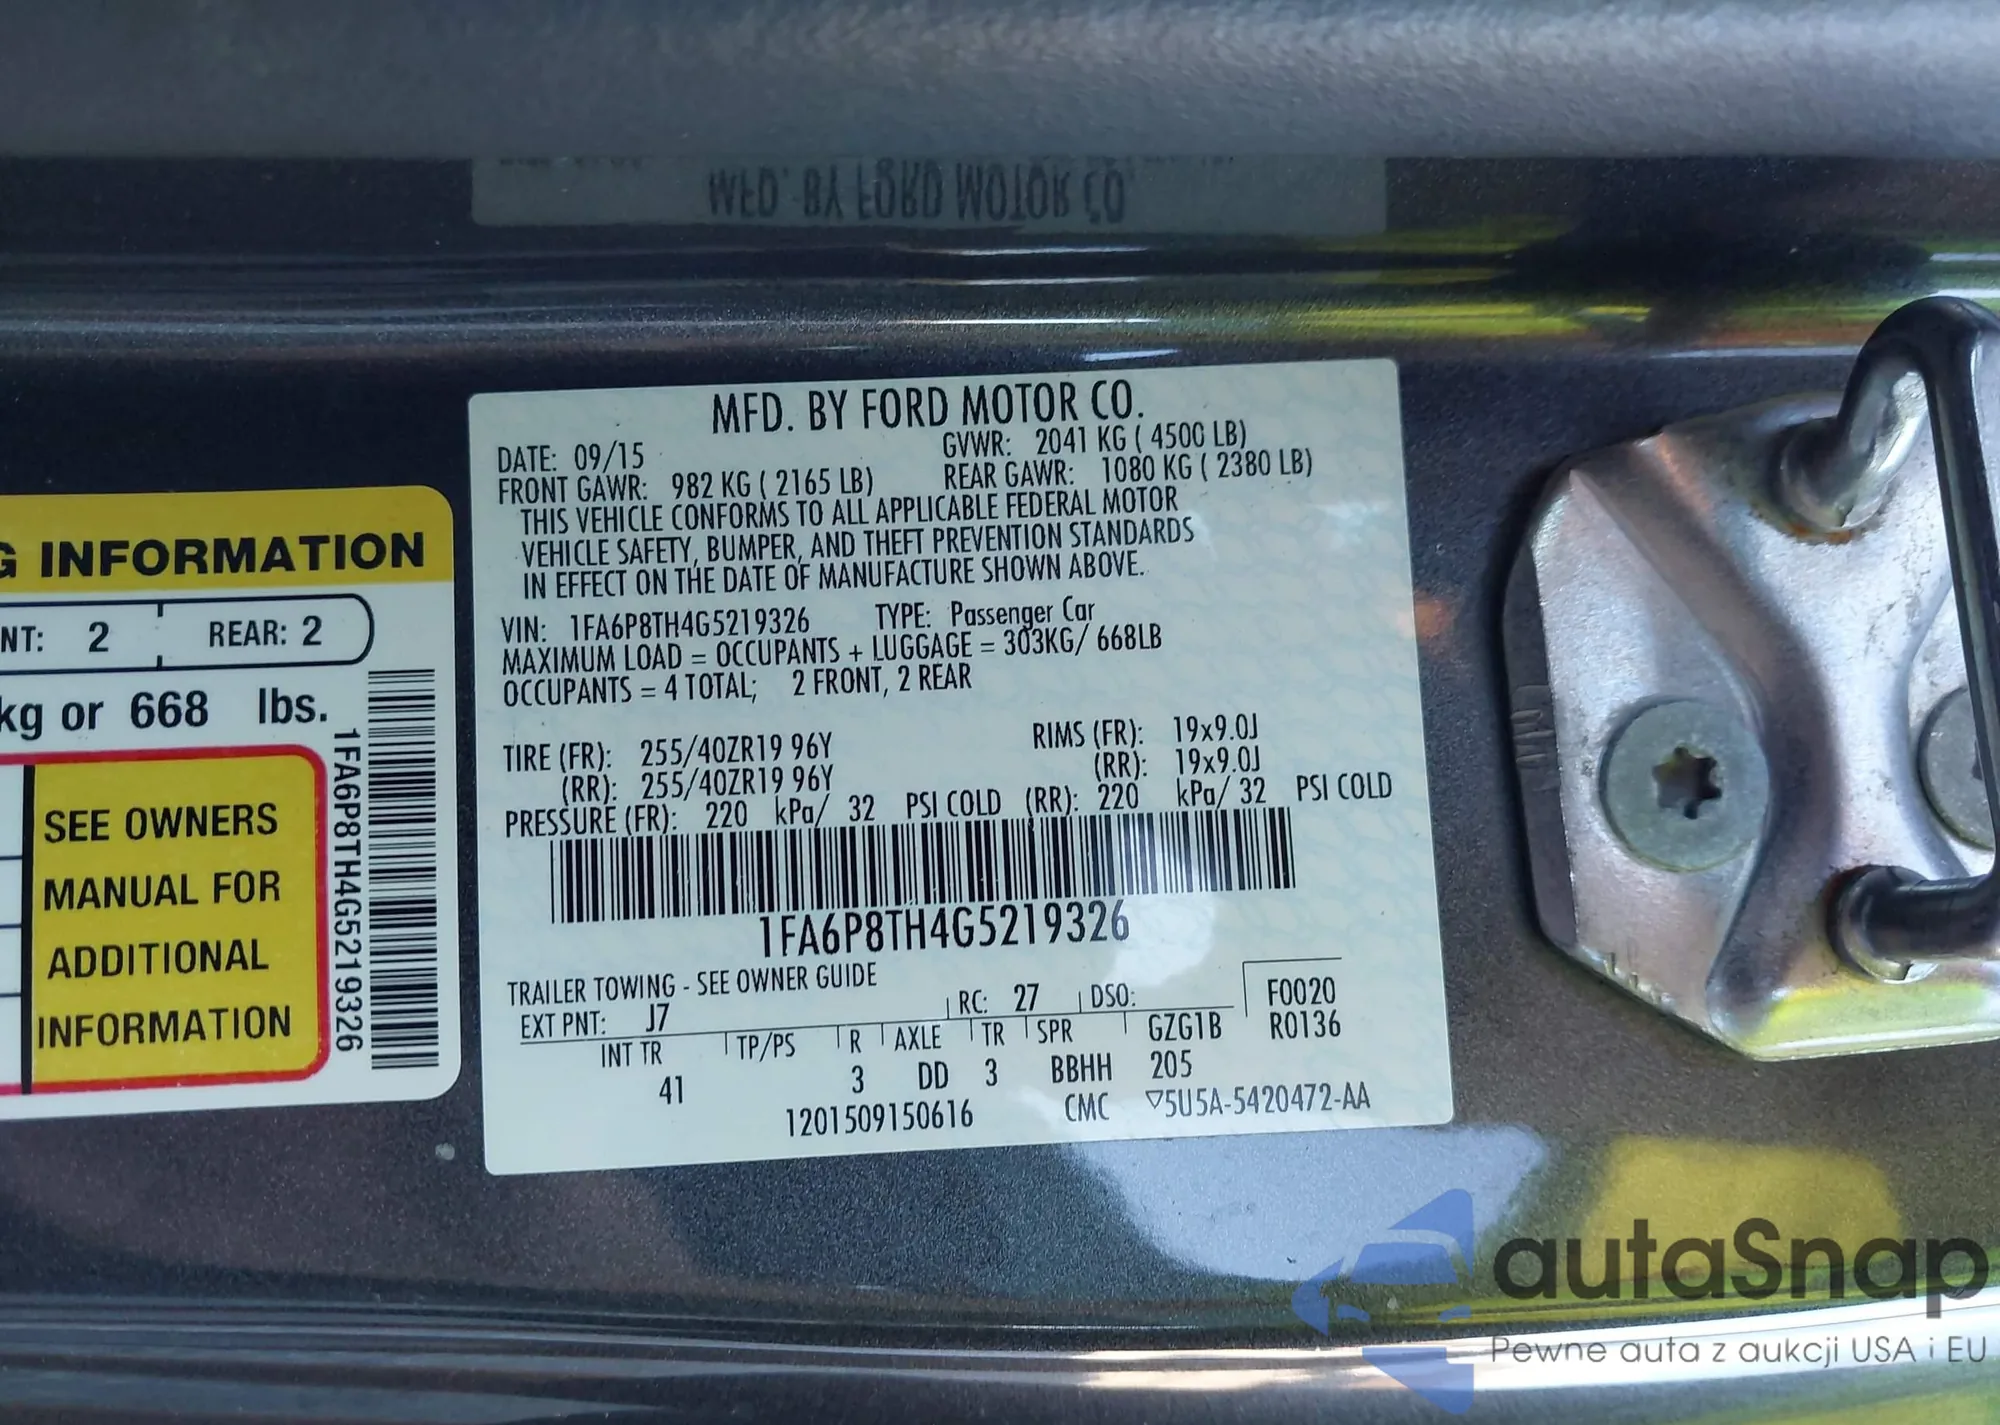 MFD. BY FORD MOTOR CO.
MFD. BY FORD MOTOR CO.
DATE: 09/15 GVWR: 2041 KG ( 4500 LB)
FRONT GAWR: 982 KG ( 2165 LB) REAR GAWR: 1080 KG ( 2380 LB)
THIS VEHICLE CONFORMS TO ALL APPLICABLE FEDERAL MOTOR
VEHICLE SAFETY, BUMPER, AND THEFT PREVENTION STANDARDS
IN EFFECT ON THE DATE OF MANUFACTURE SHOWN ABOVE.
VIN: 1FA6P8TH4G5219326 TYPE: Passenger Car
MAXIMUM LOAD = OCCUPANTS + LUGGAGE = 303KG/ 668LB
OCCUPANTS = 4 TOTAL; 2 FRONT, 2 REAR
TIRE (FR): 255/40ZR19 96Y RIMS (FR): 19x9.0J
(RR): 255/40ZR19 96Y (RR): 19x9.0J
PRESSURE (FR): 220 kPa/ 32 PSI COLD (RR): 220 kPa/ 32 PSI COLD
1FA6P8TH4G5219326
TRAILER TOWING - SEE OWNER GUIDE
EXT PNT: J7 RC: 27 DSO: F0020
INT TR TP/PS R AXLE TR SPR GZG1B R0136
41 3 DD 3 BBHH 205
1201509150616 CMC ▽5U5A-5420472-AA
G INFORMATION
NT: 2 REAR: 2
kg or 668 lbs.
SEE OWNERS
MANUAL FOR
ADDITIONAL
INFORMATION
1FA6P8TH4G5219326
autaSnap
Pewne auta z aukcji USA i EU